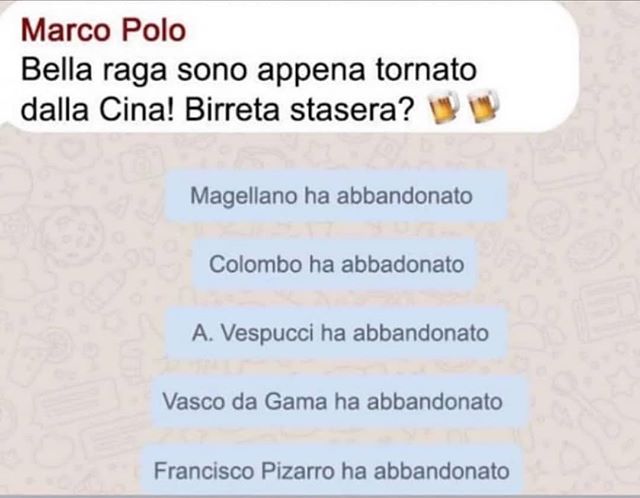 Marco Polo
Bella raga sono appena tornato
dalla Cina! Birreta stasera? 🍻 🍻
Magellano ha abbandonato
Colombo ha abbadonato
A. Vespucci ha abbandonato
Vasco da Gama ha abbandonato
Francisco Pizarro ha abbandonato